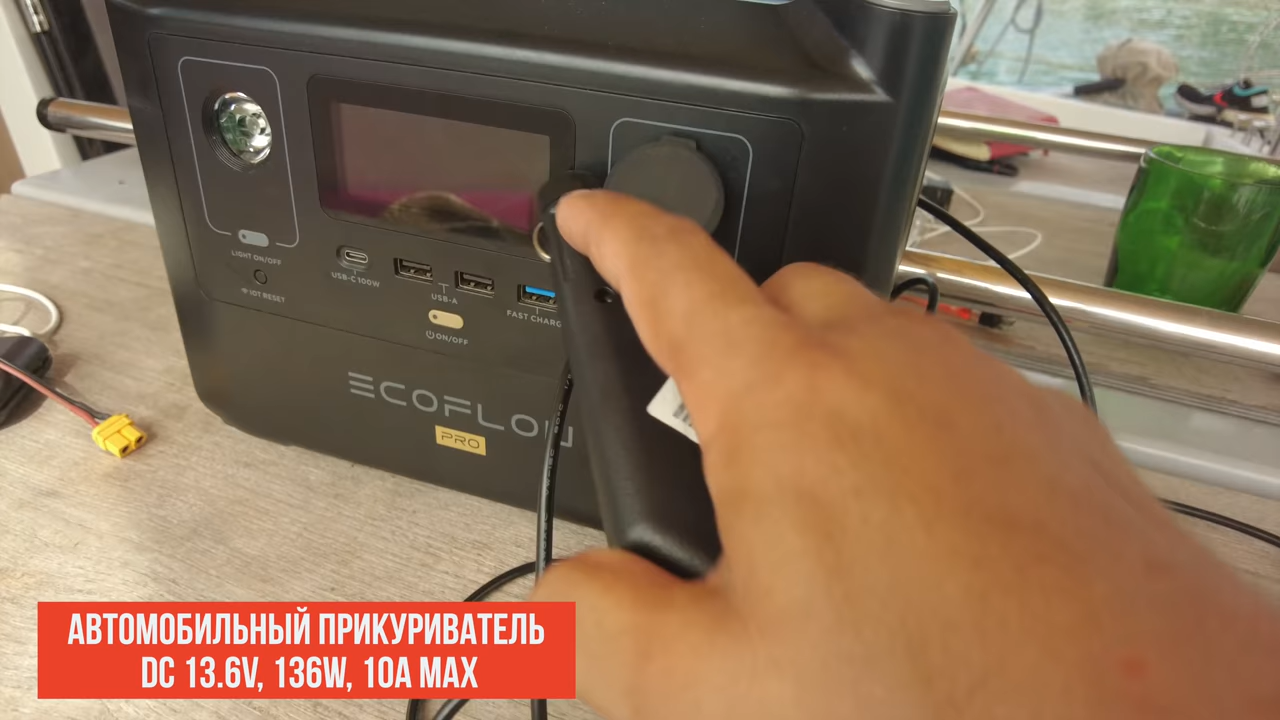 LIGHT ON/OFF
IOT RESET
USB-C 100W
USB-A
FAST CHARG
ON/OFF
ECOFLOW
PRO
АВТОМОБИЛЬНЫЙ ПРИКУРИВАТЕЛЬ
DC 13.6V, 136W, 10A MAX